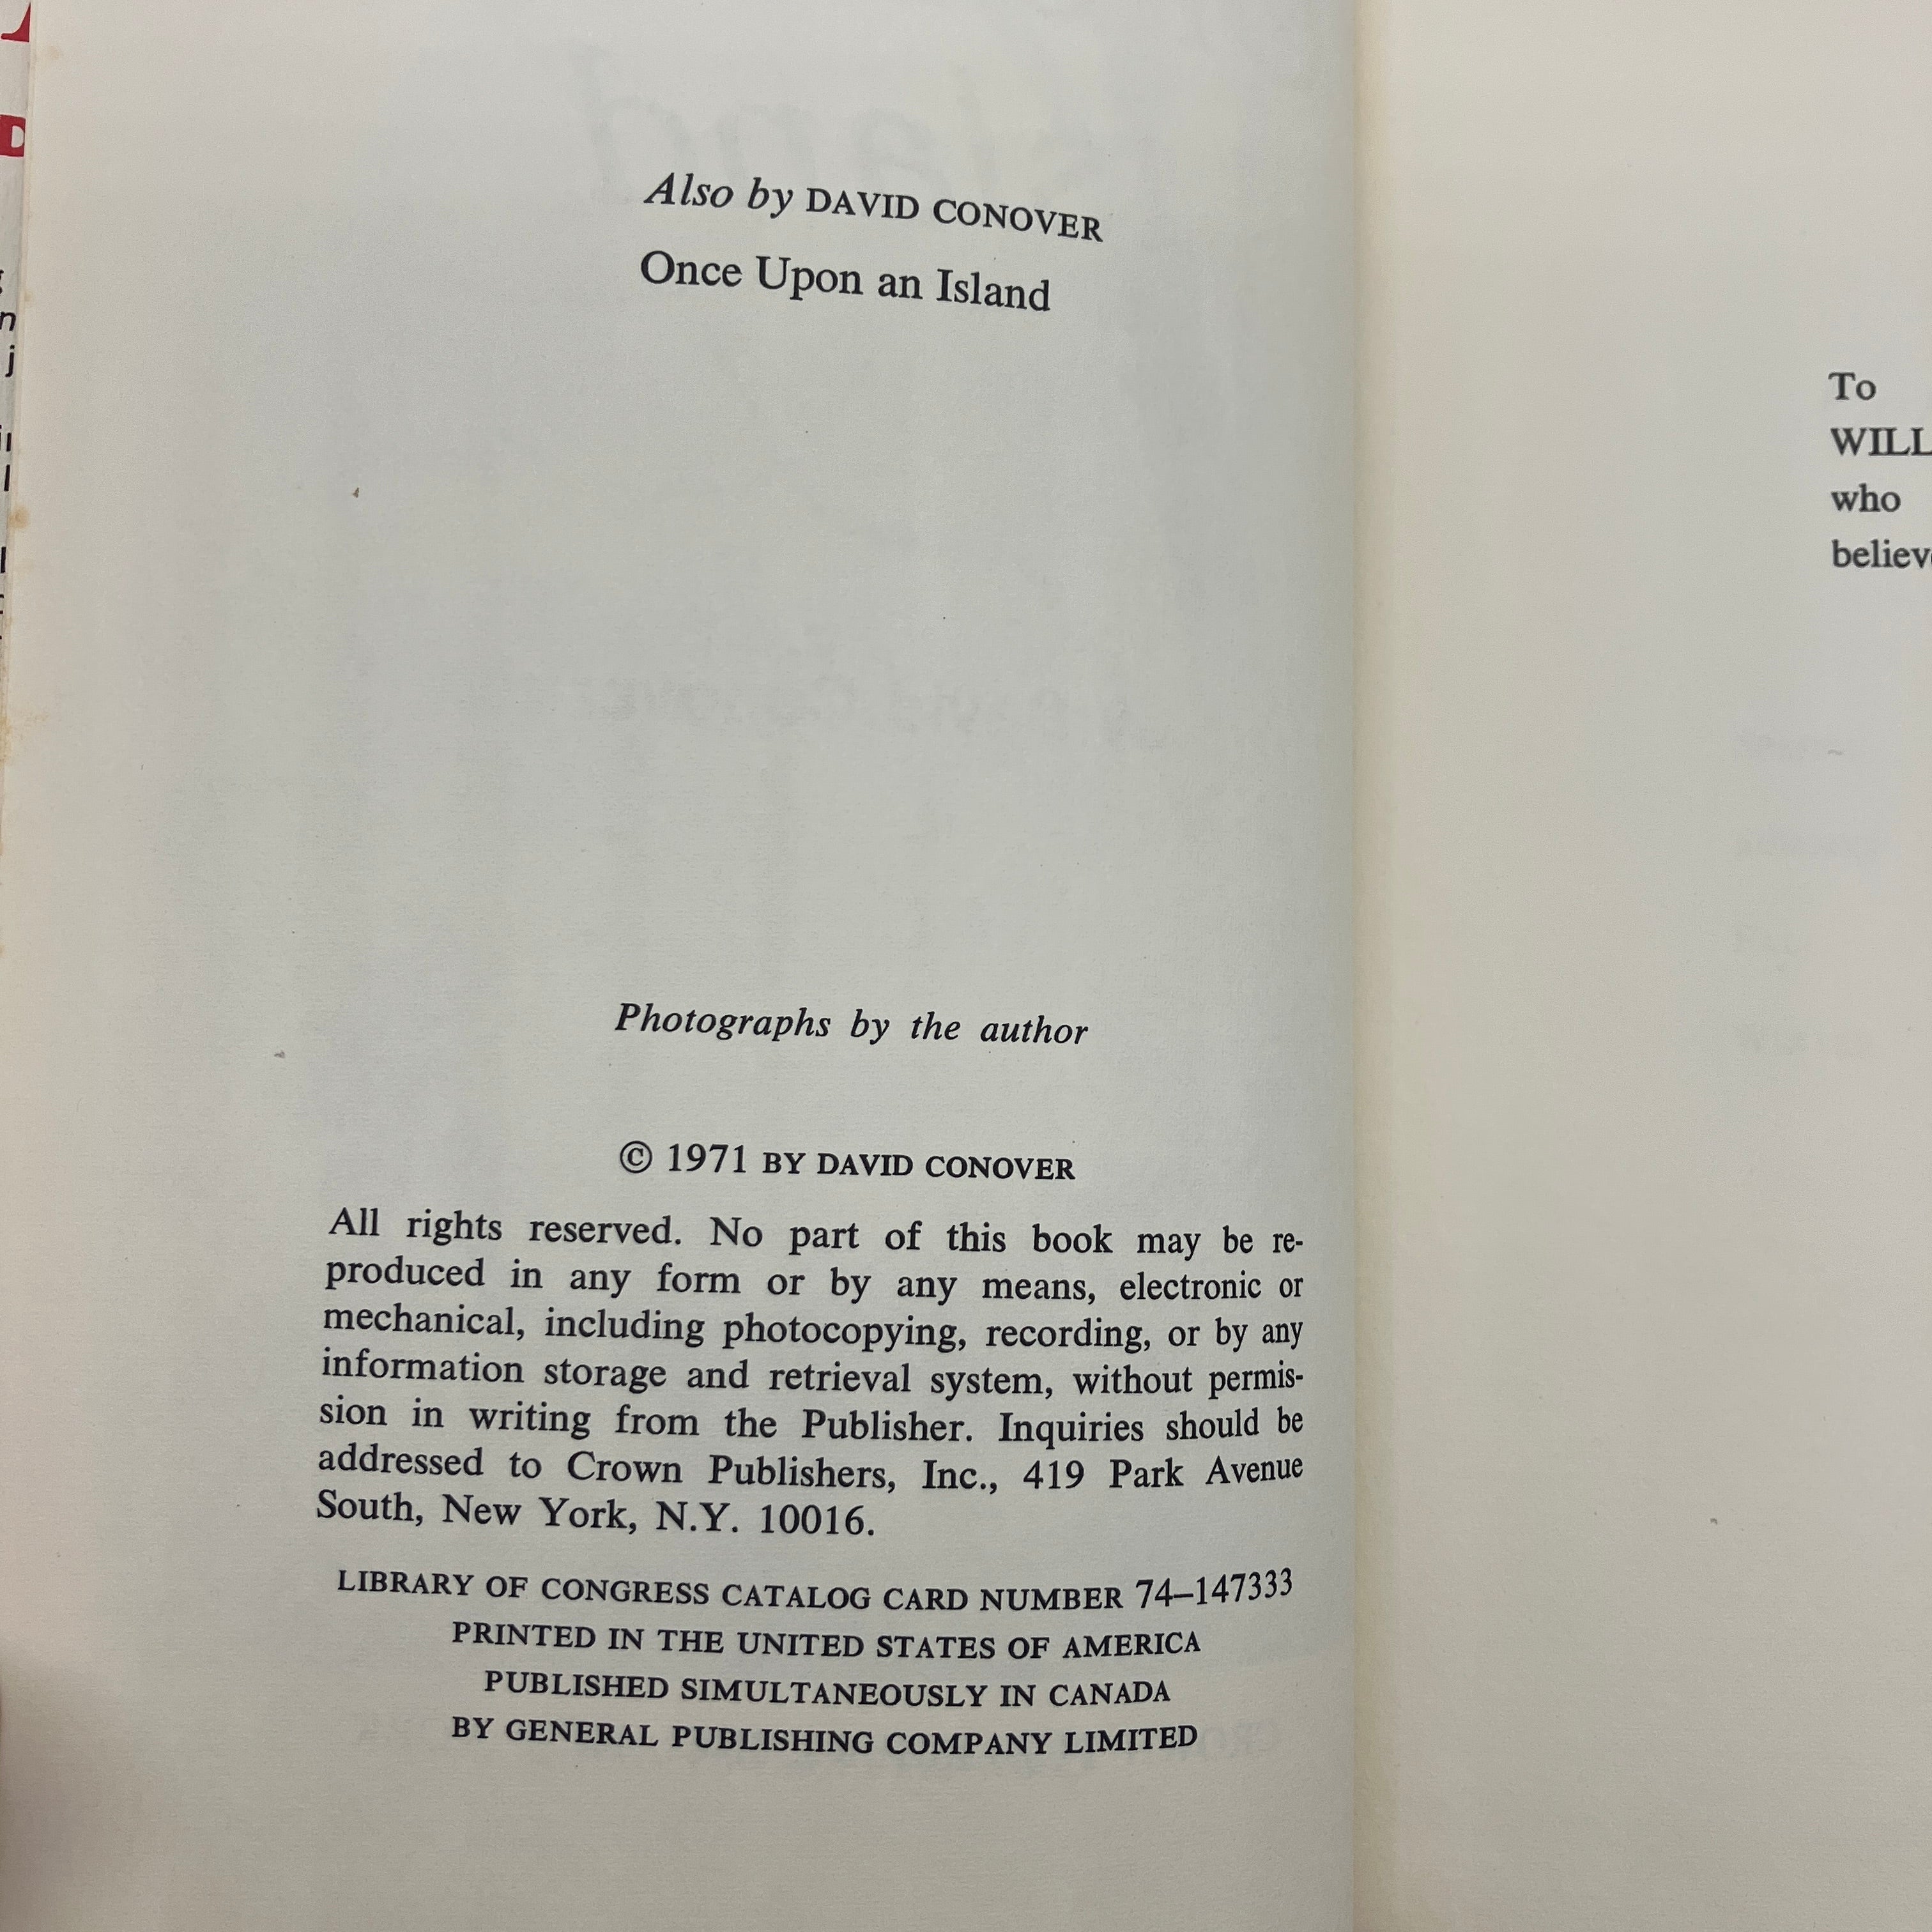 Also by DAVID CONOVER
Once Upon an Island
Photographs by the author
© 1971 BY DAVID CONOVER
All rights reserved. No part of this book may be re-
produced in any form or by any means, electronic or
mechanical, including photocopying, recording, or by any
information storage and retrieval system, without permis-
sion in writing from the Publisher. Inquiries should be
addressed to Crown Publishers, Inc., 419 Park Avenue
South, New York, N.Y. 10016.
LIBRARY OF CONGRESS CATALOG CARD NUMBER 74–147333
PRINTED IN THE UNITED STATES OF AMERICA
PUBLISHED SIMULTANEOUSLY IN CANADA
BY GENERAL PUBLISHING COMPANY LIMITED
To
WILL
who